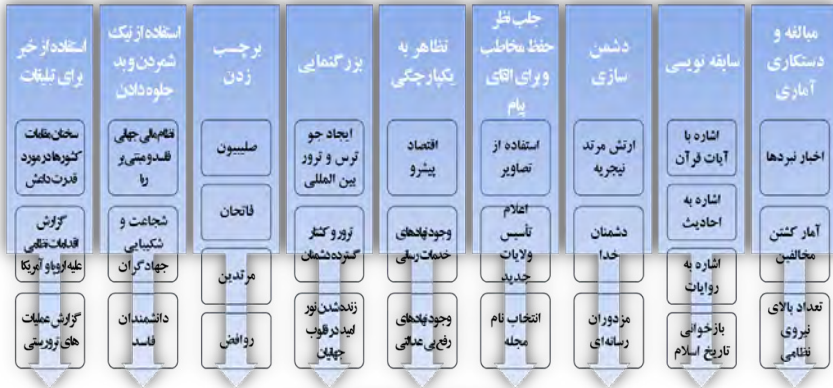 مبالغه و
دستکاری
آماری
اخبار نبردها
آمار کشتن
مخالفین
تعداد بالای
نیروی
نظامی
سابقه نویسی
اشاره با
آیات قرآن
اشاره به
احادیث
اشاره به
روایات
بازخوانی
تاریخ اسلام
دشمن
سازی
ارتش مرتد
نیجریه
دشمنان
خدا
مزدوران
رسانه‌ای
جلب نظر
حفظ مخاطب
و برای القای
پیام
استفاده از
تصاویر
اعلام
تأسیس
ولایات
جدید
انتخاب نام
مجله
تظاهر به
یکپارچگی
اقتصاد
پیشرو
وجود نهادهای
خدمات رسانی
وجود نهادهای
رفع بی عدالتی
بزرگنمایی
ایجاد جو
ترس و ترور
بین المللی
ترور و کشتار
گسترده دشمنان
زنده شدن نور
امید در قلوب
جهانیان
برچسب
زدن
صلیبیون
فاتحان
مرتدین
روافض
استفاده از نیک
شمردن و بد
جلوه دادن
نظام مالی جهانی
فاسد و مبتنی بر
ربا
شجاعت و
شکیبایی
جهادگران
دانشمندان
فاسد
استفاده از خبر
برای تبلیغات
سخنان مقامات
کشورها در مورد
قدرت داعش
گزارش
اقدامات نظامی
علیه اروپا و آمریکا
گزارش عملیات
های تروریستی